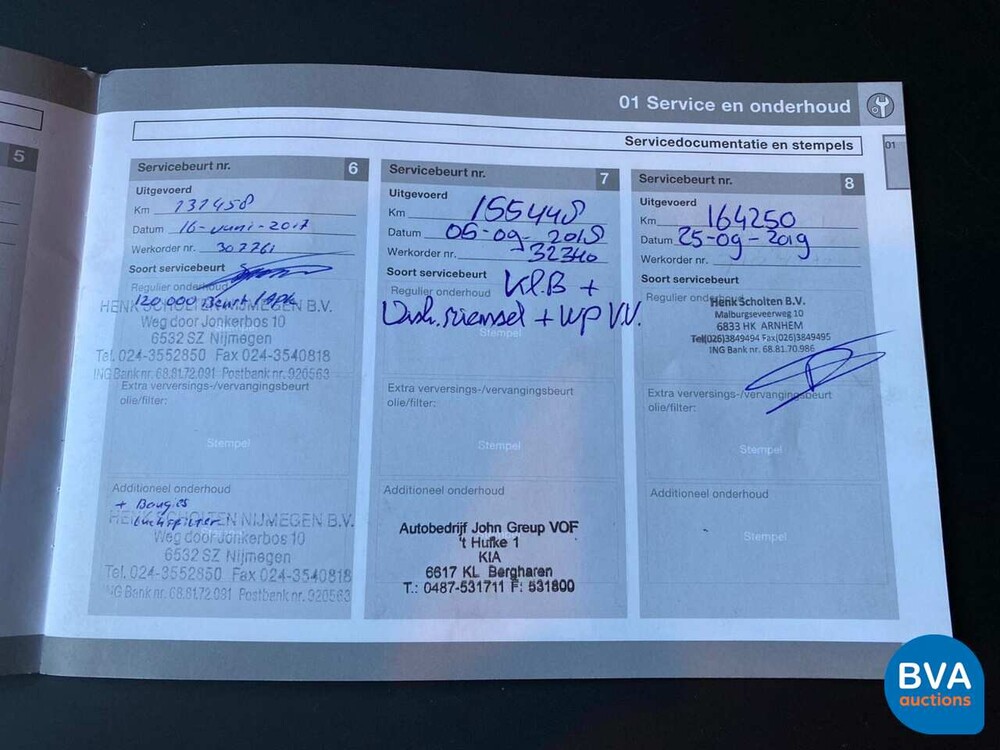 01 Service en onderhoud
Servicedocumentatie en stempels
01
5
Servicebeurt nr. 6
Uitgevoerd
Km 131458
Datum 16-juni-2017
Werkorder nr. 302261
Soort servicebeurt
Regulier onderhoud
120 000 Beurt / Apk
HENK SCHOLTEN NIJMEGEN B.V.
Weg door Jonkerbos 10
6532 SZ Nijmegen
Tel. 024-3552850 Fax 024-3540818
ING Bank nr. 68.81.72.091 Postbank nr. 920563
Extra verversings-/vervangingsbeurt
olie/filter:
Stempel
Additioneel onderhoud
+ Bougies
Luchtfilter
HENK SCHOLTEN NIJMEGEN B.V.
Weg door Jonkerbos 10
6532 SZ Nijmegen
Tel. 024-3552850 Fax 024-3540818
ING Bank nr. 68.81.72.091 Postbank nr. 920563
Servicebeurt nr. 7
Uitgevoerd
Km 155448
Datum 06-09-2018
Werkorder nr. 32340
Soort servicebeurt
Regulier onderhoud Kl.B +
Distr.riemset + WP V.V.
Extra verversings-/vervangingsbeurt
olie/filter:
Stempel
Additioneel onderhoud
Autobedrijf John Greup VOF
't Hufke 1
KIA
6617 KL Bergharen
T.: 0487-531711 F: 531800
Servicebeurt nr. 8
Uitgevoerd
Km 164250
Datum 25-09-2019
Werkorder nr.
Soort servicebeurt
Regulier onderhoud
Henk Scholten B.V.
Malburgseveerweg 10
6833 HK ARNHEM
Tel(026)3849494 Fax(026)3849495
ING Bank nr. 68.81.70.986
Extra verversings-/vervangingsbeurt
olie/filter:
Stempel
Additioneel onderhoud
Stempel
BVA
auctions